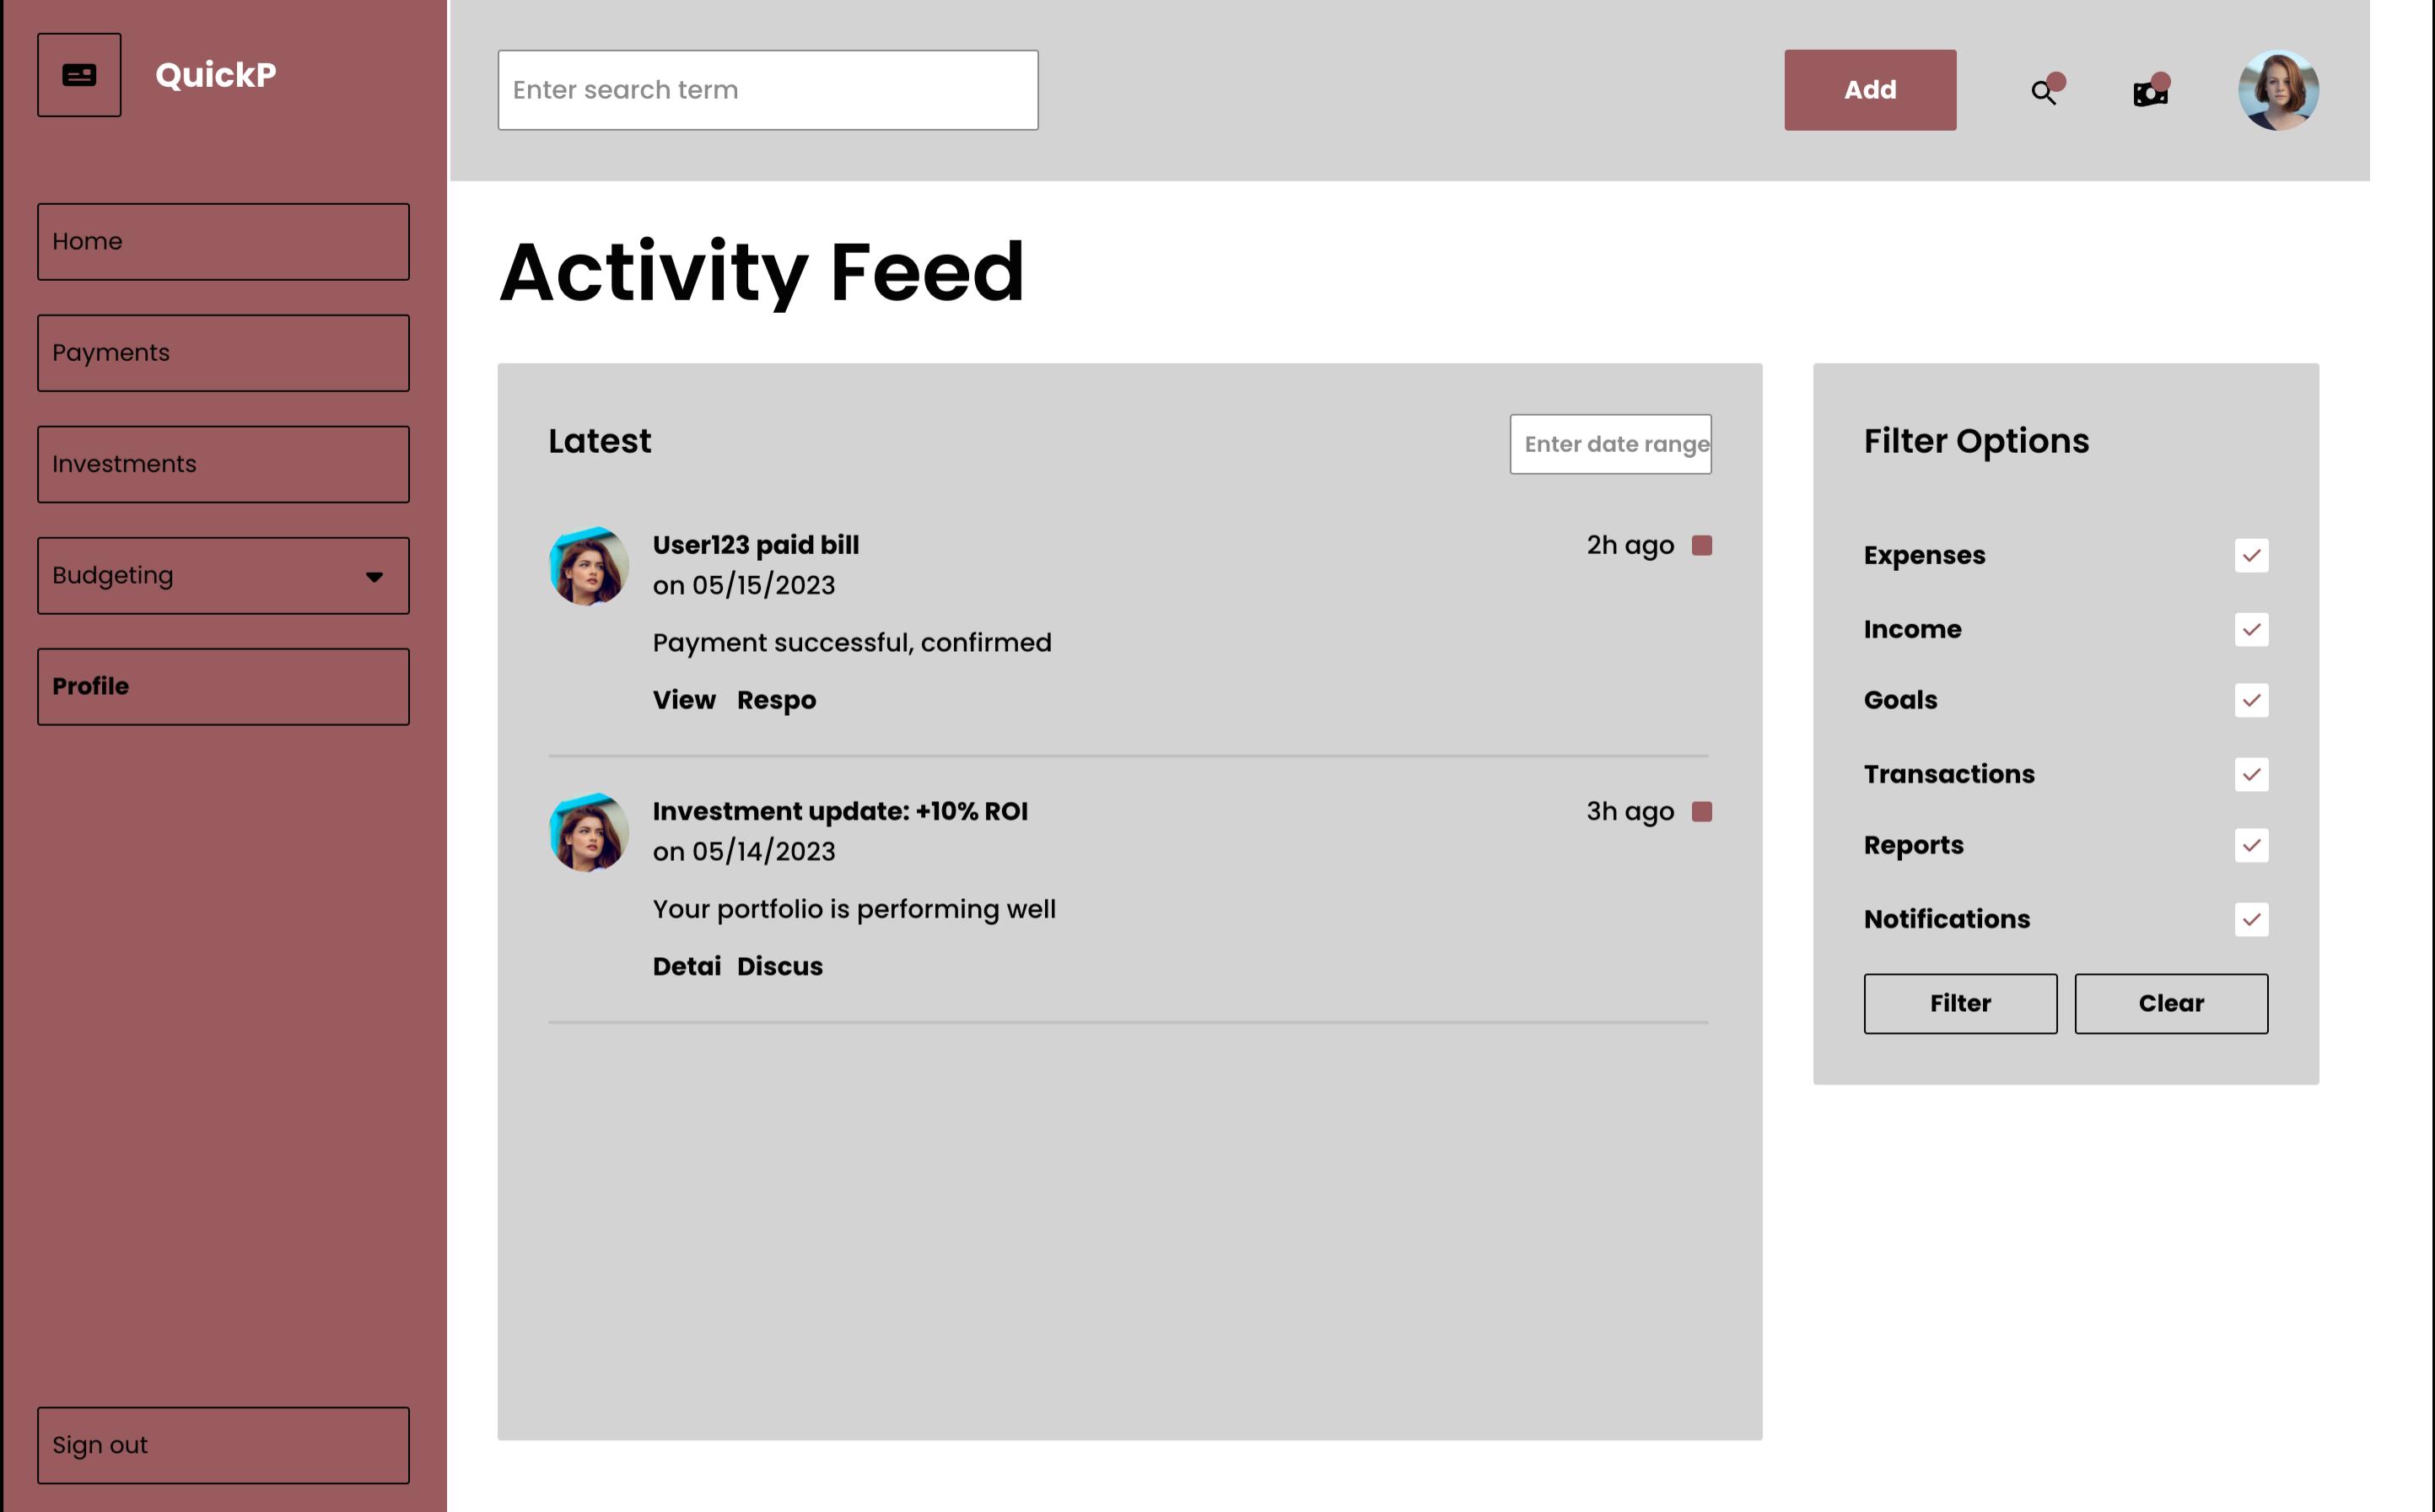 QuickP
Enter search term
Add
Home
Payments
Investments
Budgeting
Profile
Sign out
Activity Feed
Latest
Enter date range
User123 paid bill
2h ago
on 05/15/2023
Payment successful, confirmed
View Respo
Investment update: +10% ROI
3h ago
on 05/14/2023
Your portfolio is performing well
Detai Discus
Filter Options
Expenses
Income
Goals
Transactions
Reports
Notifications
Filter Clear